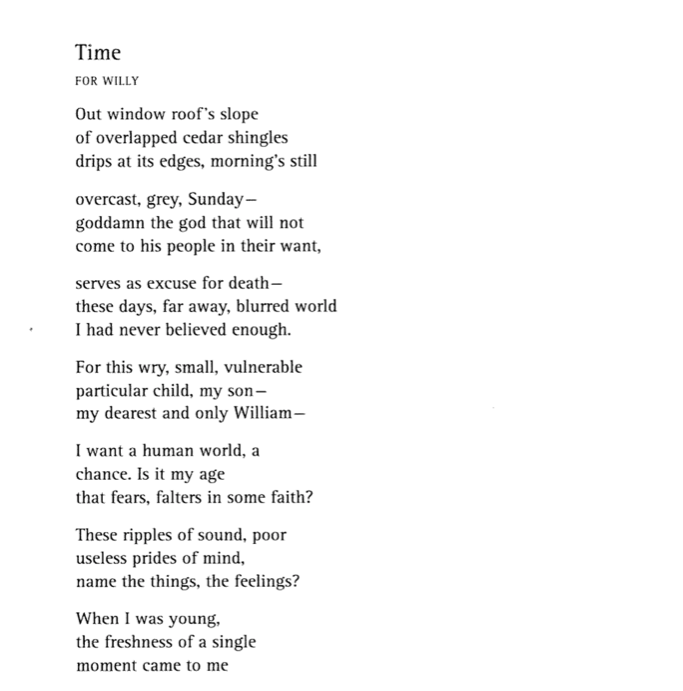 Time
FOR WILLY
Out window roof's slope
of overlapped cedar shingles
drips at its edges, morning's still
overcast, grey, Sunday—
goddamn the god that will not
come to his people in their want,
serves as excuse for death—
these days, far away, blurred world
I had never believed enough.
For this wry, small, vulnerable
particular child, my son—
my dearest and only William—
I want a human world, a
chance. Is it my age
that fears, falters in some faith?
These ripples of sound, poor
useless prides of mind,
name the things, the feelings?
When I was young,
the freshness of a single
moment came to me